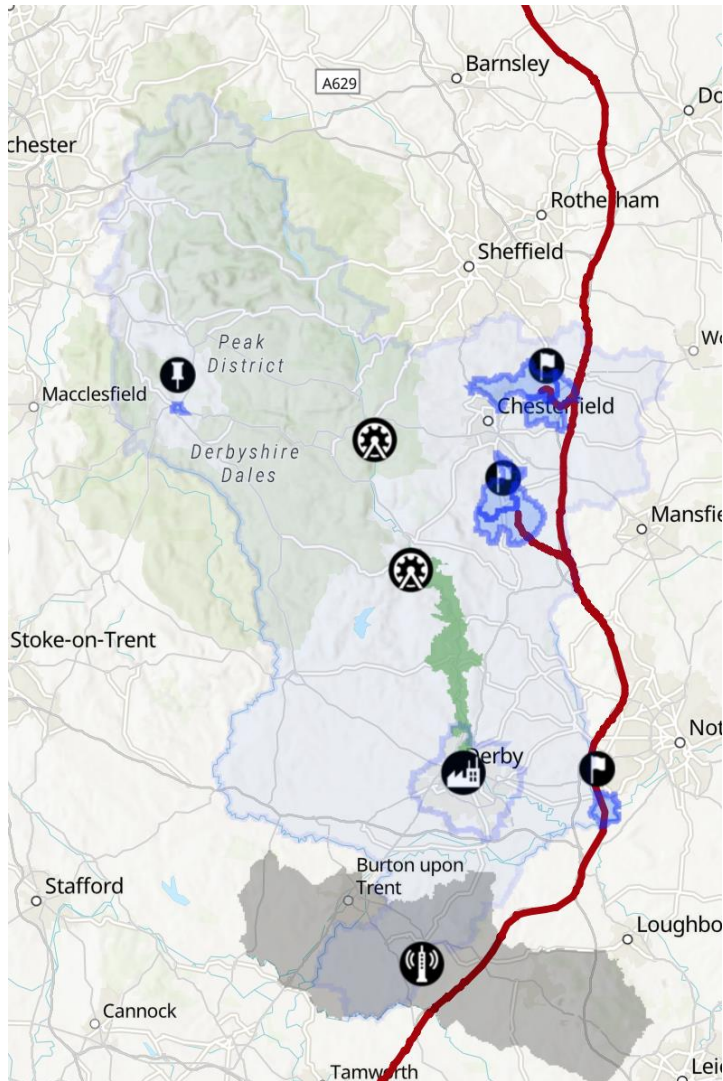 Barnsley
A629
Do
chester
Rotherham
Sheffield
Peak
District
Wo
Macclesfield
Chesterfield
Derbyshire
Dales
Mansfie
Stoke-on-Trent
Not
Derby
Burton upon
Trent
Stafford
Loughbo
Cannock
Tamworth
Lei